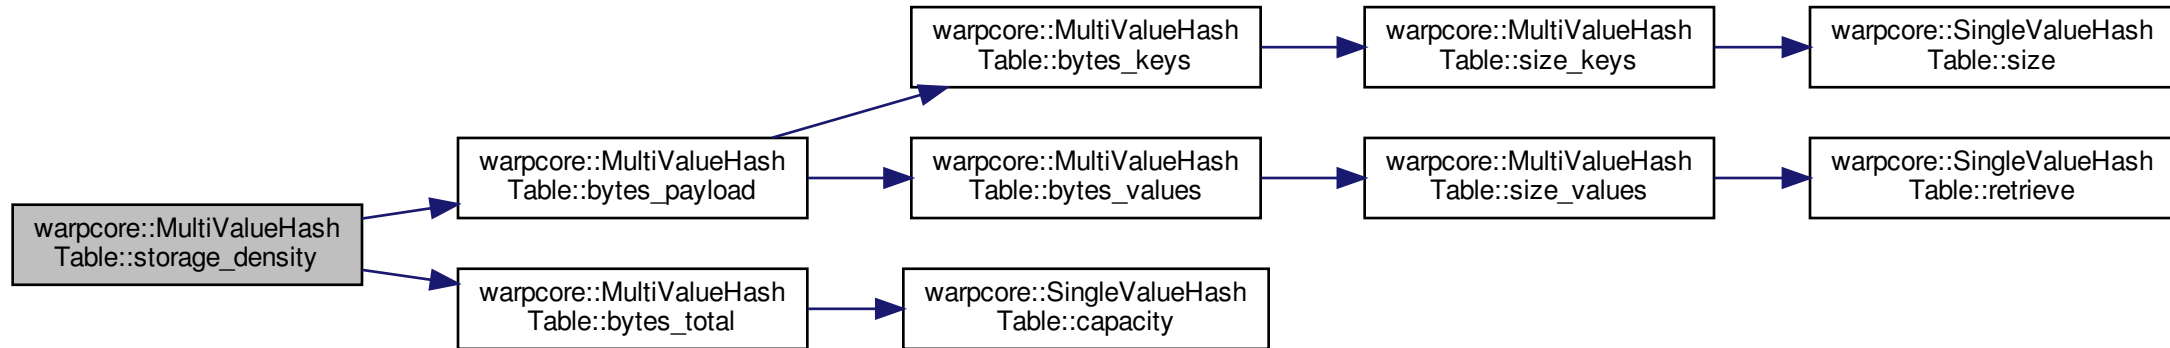 warpcore::MultiValueHash
Table::storage_density
warpcore::MultiValueHash
Table::bytes_payload
warpcore::MultiValueHash
Table::bytes_total
warpcore::MultiValueHash
Table::bytes_keys
warpcore::MultiValueHash
Table::bytes_values
warpcore::SingleValueHash
Table::capacity
warpcore::MultiValueHash
Table::size_keys
warpcore::MultiValueHash
Table::size_values
warpcore::SingleValueHash
Table::size
warpcore::SingleValueHash
Table::retrieve